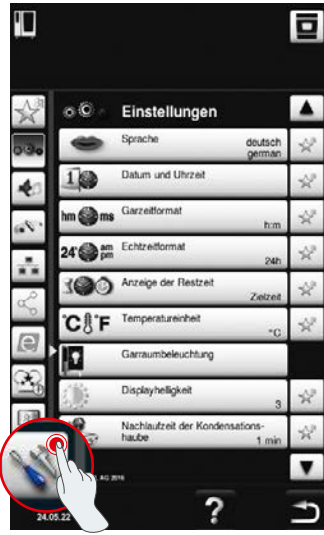 Einstellungen
Sprache
deutsch
german
Datum und Uhrzeit
1
hm ms
Garzeitformat
h:m
24 am
pm
Echtzeitformat
24h
Anzeige der Restzeit
Zielzeit
°C °F
Temperatureinheit
°C
Garraumbeleuchtung
Displayhelligkeit
3
Nachlaufzeit der Kondensations-
haube
1 min
AG 2016
24.05.22
?